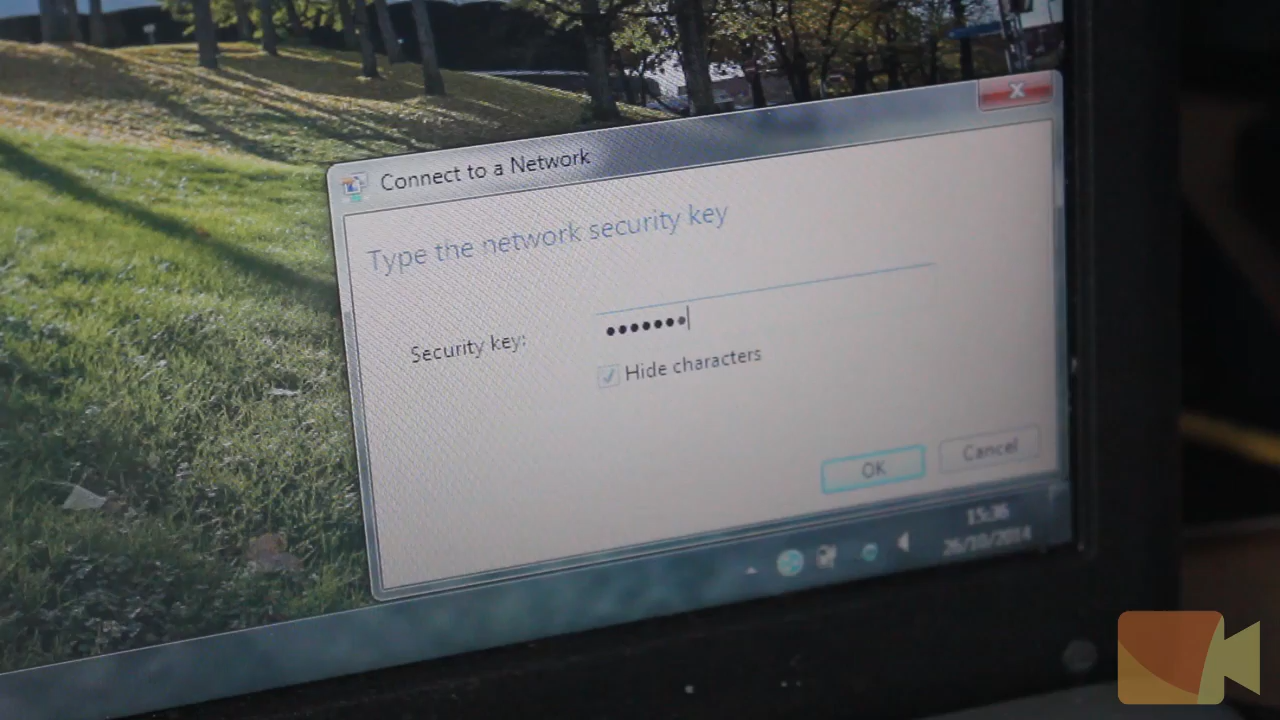 Connect to a Network
Type the network security key
Security key:
•••••••
Hide characters
OK
Cancel
15:36
26/10/2014